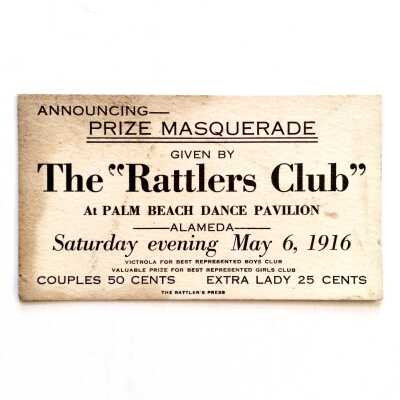 ANNOUNCING—
PRIZE MASQUERADE
GIVEN BY
The "Rattlers Club"
At PALM BEACH DANCE PAVILION
—ALAMEDA—
Saturday evening May 6, 1916
VICTROLA FOR BEST REPRESENTED BOYS CLUB
VALUABLE PRIZE FOR BEST REPRESENTED GIRLS CLUB
COUPLES 50 CENTS EXTRA LADY 25 CENTS
THE RATTLER'S PRESS